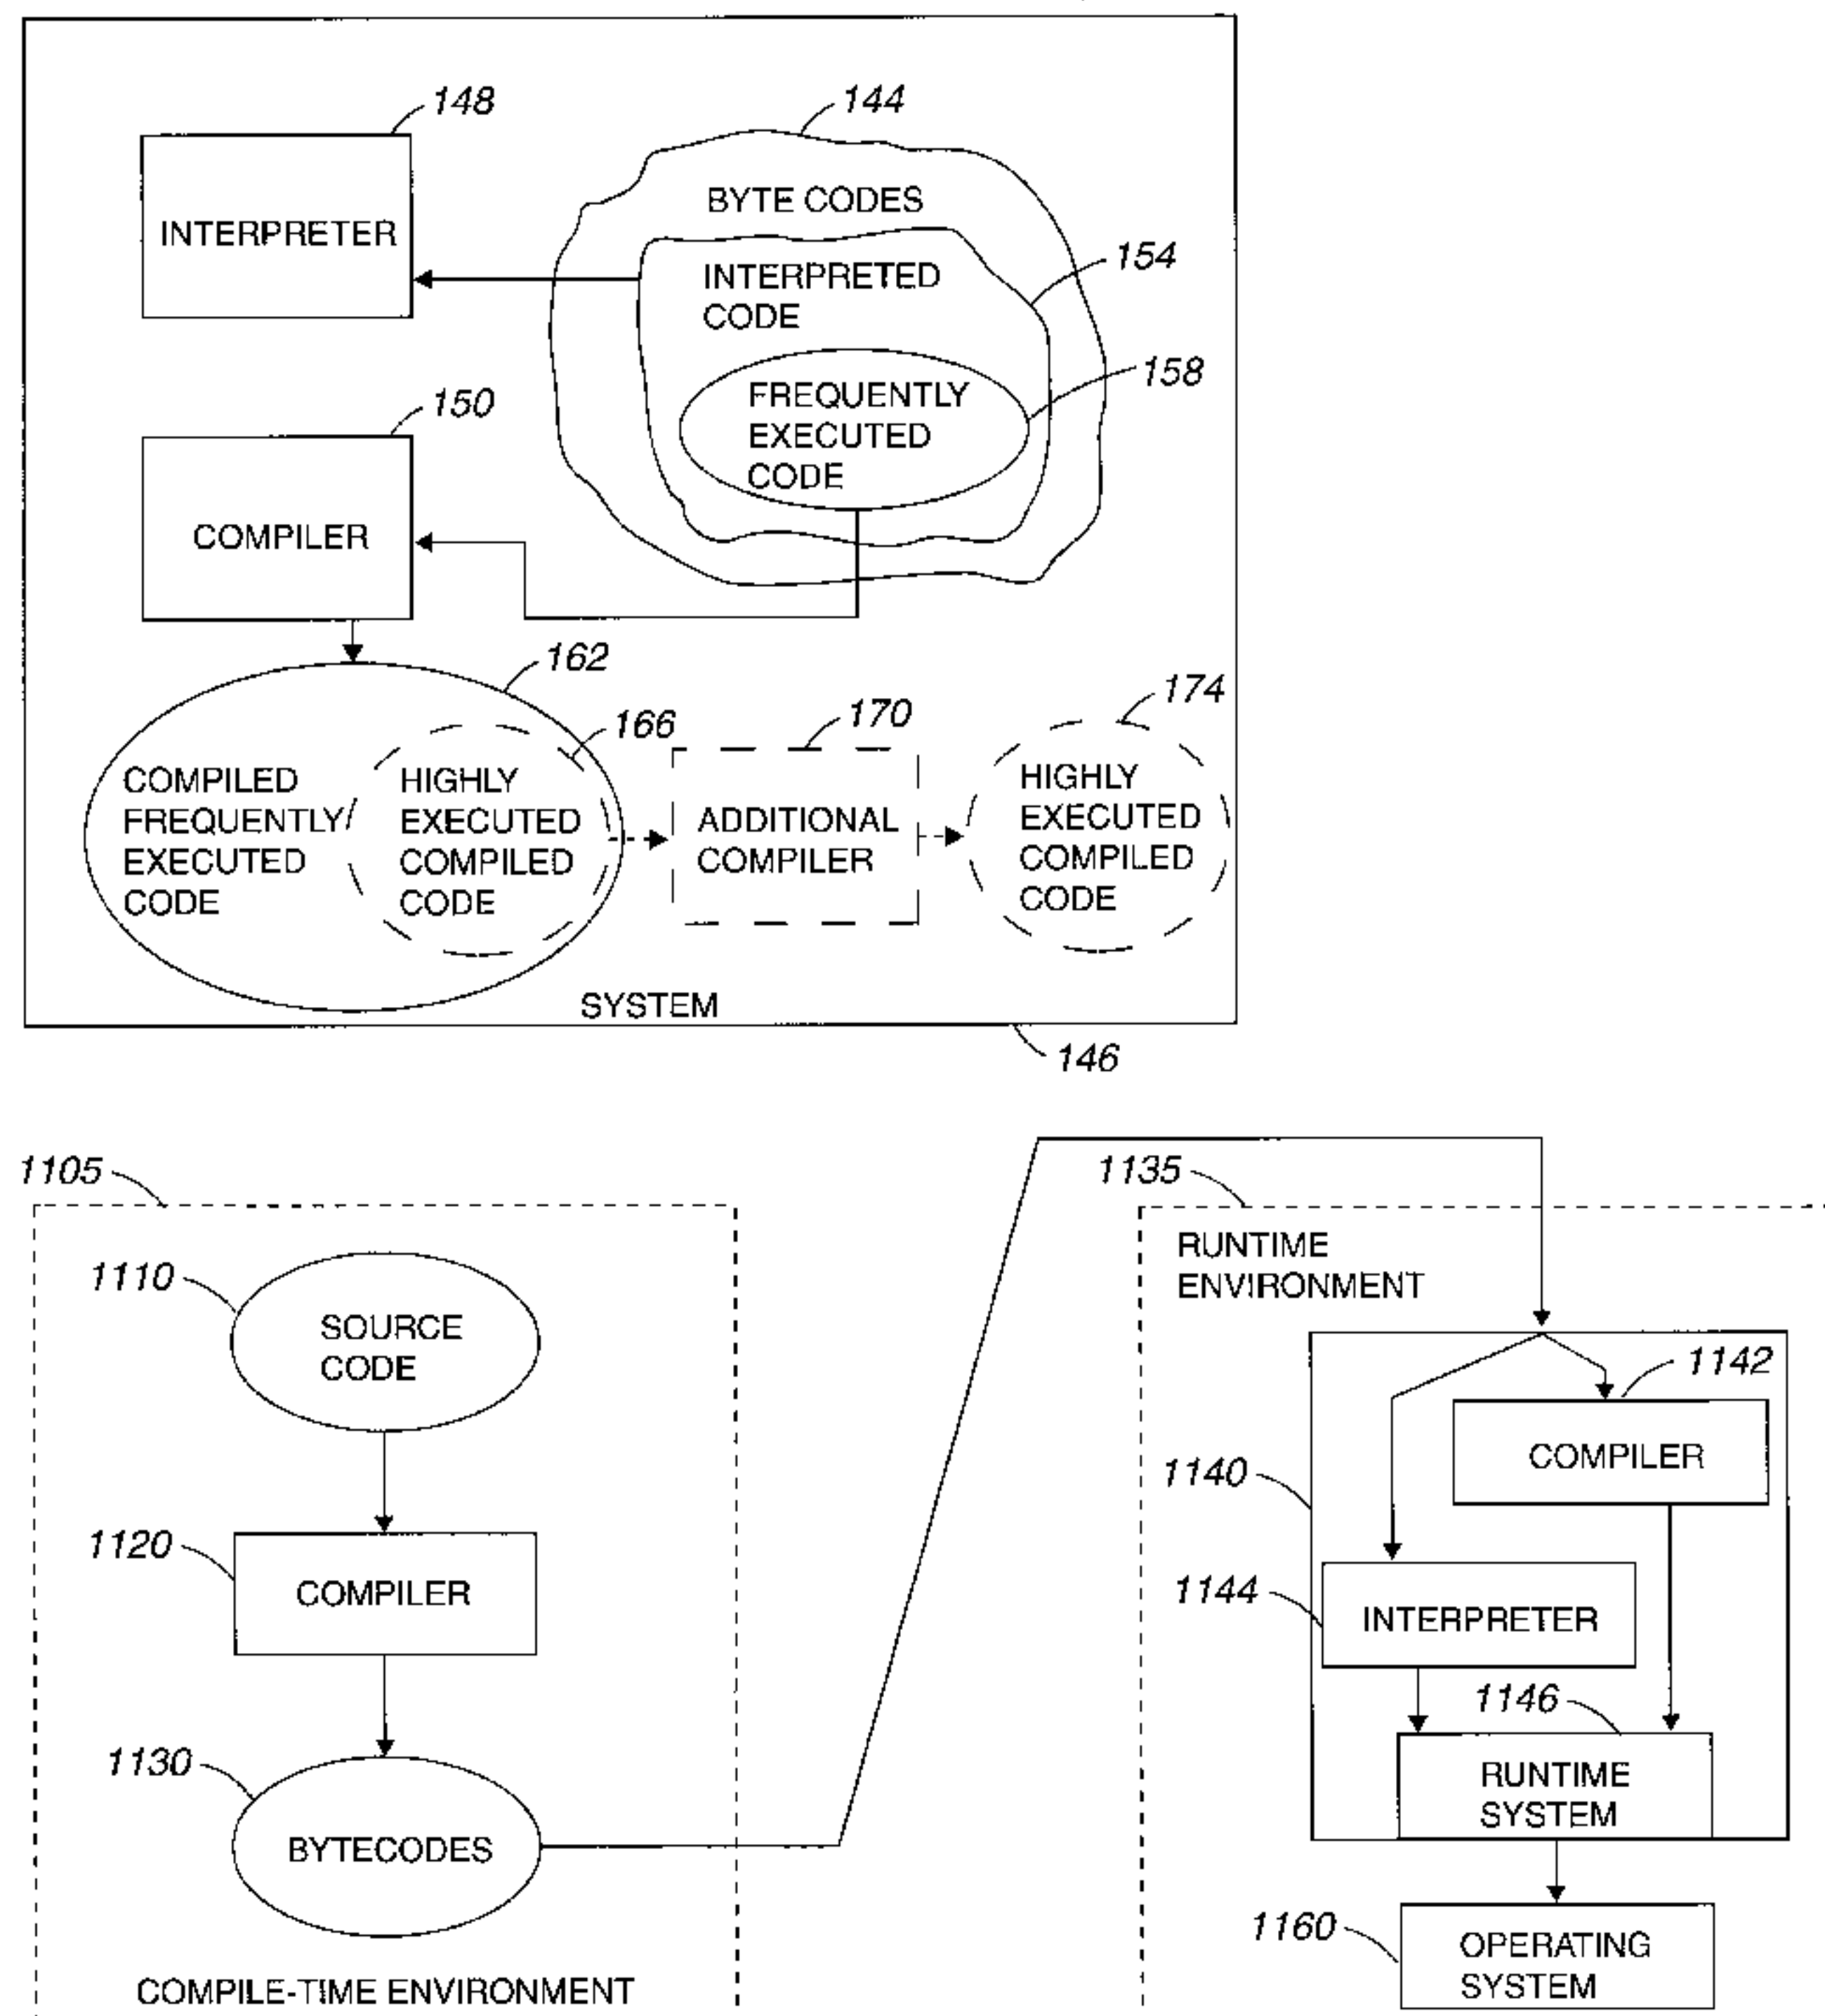 148
144
BYTE CODES
INTERPRETER
154
INTERPRETED
CODE
158
FREQUENTLY
EXECUTED
CODE
150
COMPILER
162
174
166
170
COMPILED
FREQUENTLY
EXECUTED
CODE
HIGHLY
EXECUTED
COMPILED
CODE
ADDITIONAL
COMPILER
HIGHLY
EXECUTED
COMPILED
CODE
SYSTEM
146
1105
1110
SOURCE
CODE
1120
COMPILER
1130
BYTECODES
COMPILE-TIME ENVIRONMENT
1135
RUNTIME
ENVIRONMENT
1142
COMPILER
1140
1144
INTERPRETER
1146
RUNTIME
SYSTEM
1160
OPERATING
SYSTEM